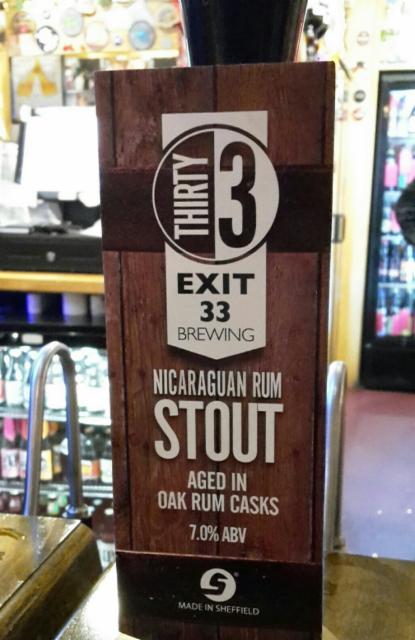 THIRTY 3
EXIT
33
BREWING
NICARAGUAN RUM
STOUT
AGED IN
OAK RUM CASKS
7.0% ABV
S®
MADE IN SHEFFIELD